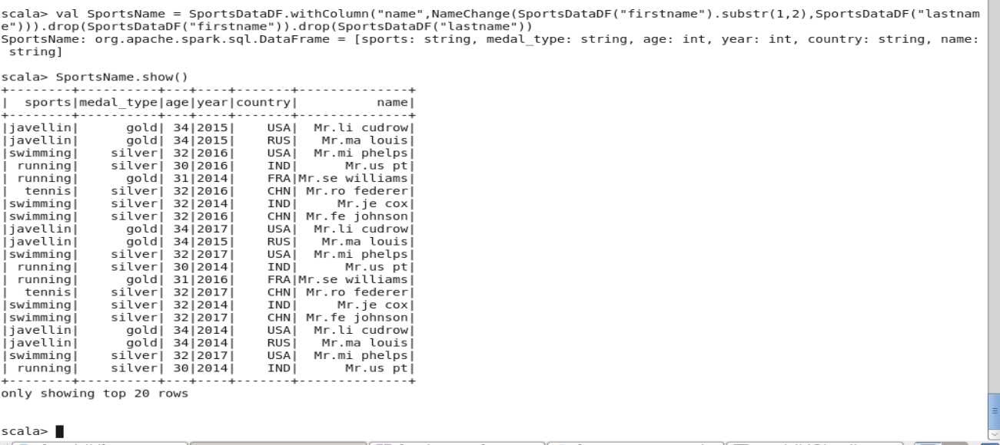 scala> val SportsName = SportsDataDF.withColumn("name",NameChange(SportsDataDF("firstname").substr(1,2),SportsDataDF("lastnam
e"))).drop(SportsDataDF("firstname")).drop(SportsDataDF("lastname"))
SportsName: org.apache.spark.sql.DataFrame = [sports: string, medal_type: string, age: int, year: int, country: string, name:
 string]
scala> SportsName.show()
+--------+----------+---+----+-------+--------------+
|  sports|medal_type|age|year|country|          name|
+--------+----------+---+----+-------+--------------+
|javellin|      gold| 34|2015|    USA|  Mr.li cudrow|
|javellin|      gold| 34|2015|    RUS|   Mr.ma louis|
|swimming|    silver| 32|2016|    USA|  Mr.mi phelps|
| running|    silver| 30|2016|    IND|      Mr.us pt|
| running|      gold| 31|2014|    FRA|Mr.se williams|
|  tennis|    silver| 32|2016|    CHN| Mr.ro federer|
|swimming|    silver| 32|2014|    IND|     Mr.je cox|
|swimming|    silver| 32|2016|    CHN| Mr.fe johnson|
|javellin|      gold| 34|2017|    USA|  Mr.li cudrow|
|javellin|      gold| 34|2015|    RUS|   Mr.ma louis|
|swimming|    silver| 32|2017|    USA|  Mr.mi phelps|
| running|    silver| 30|2014|    IND|      Mr.us pt|
| running|      gold| 31|2016|    FRA|Mr.se williams|
|  tennis|    silver| 32|2017|    CHN| Mr.ro federer|
|swimming|    silver| 32|2014|    IND|     Mr.je cox|
|swimming|    silver| 32|2017|    CHN| Mr.fe johnson|
|javellin|      gold| 34|2014|    USA|  Mr.li cudrow|
|javellin|      gold| 34|2014|    RUS|   Mr.ma louis|
|swimming|    silver| 32|2017|    USA|  Mr.mi phelps|
| running|    silver| 30|2014|    IND|      Mr.us pt|
+--------+----------+---+----+-------+--------------+
only showing top 20 rows
scala>